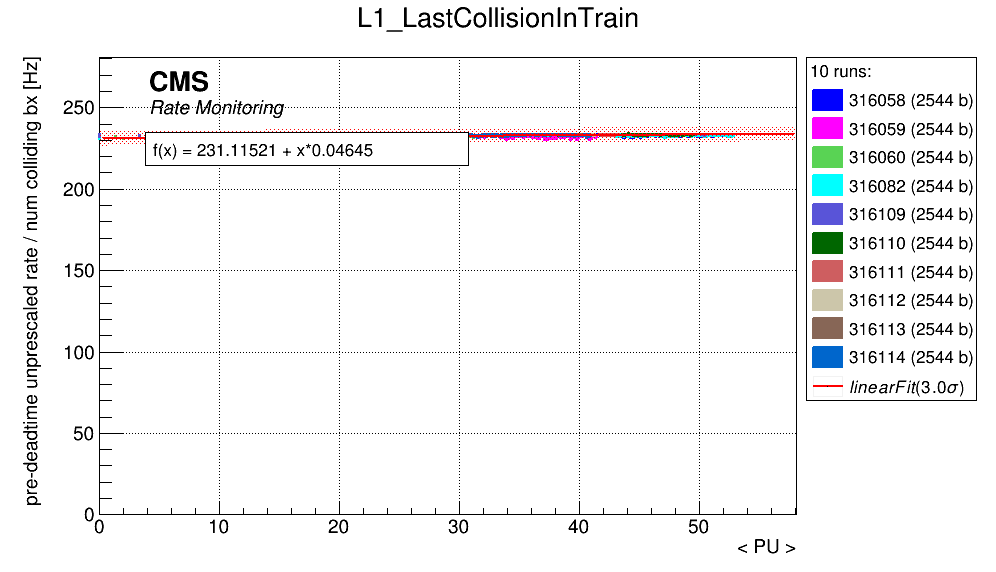 L1_LastCollisionInTrain
pre-deadtime unprescaled rate / num colliding bx [Hz]
CMS
Rate Monitoring
f(x) = 231.11521 + x*0.04645
250
200
150
100
50
0
0 10 20 30 40 50
< PU >
10 runs:
316058 (2544 b)
316059 (2544 b)
316060 (2544 b)
316082 (2544 b)
316109 (2544 b)
316110 (2544 b)
316111 (2544 b)
316112 (2544 b)
316113 (2544 b)
316114 (2544 b)
linearFit(3.0σ)